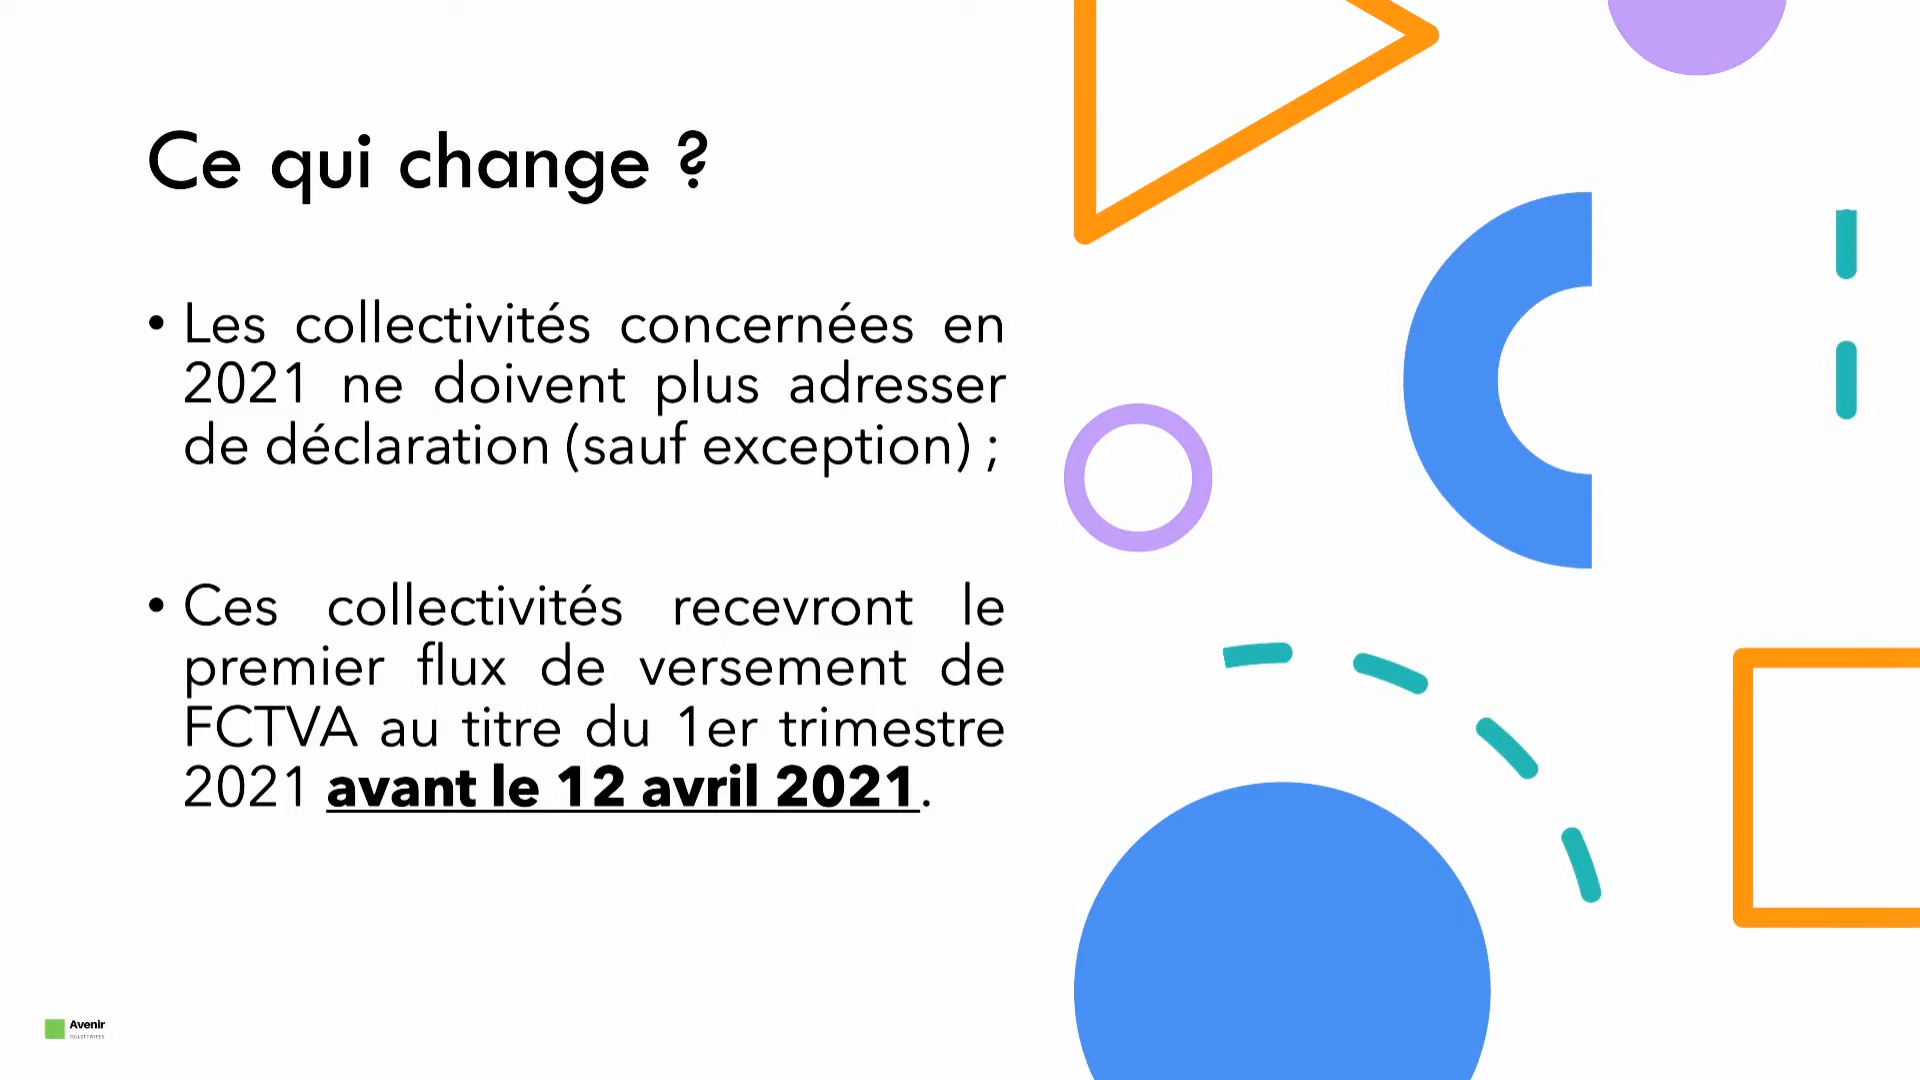 Ce qui change ?
• Les collectivités concernées en
2021 ne doivent plus adresser
de déclaration (sauf exception) ;
• Ces collectivités recevront le
premier flux de versement de
FCTVA au titre du 1er trimestre
2021 avant le 12 avril 2021.
Avenir
COLLECTIVITES